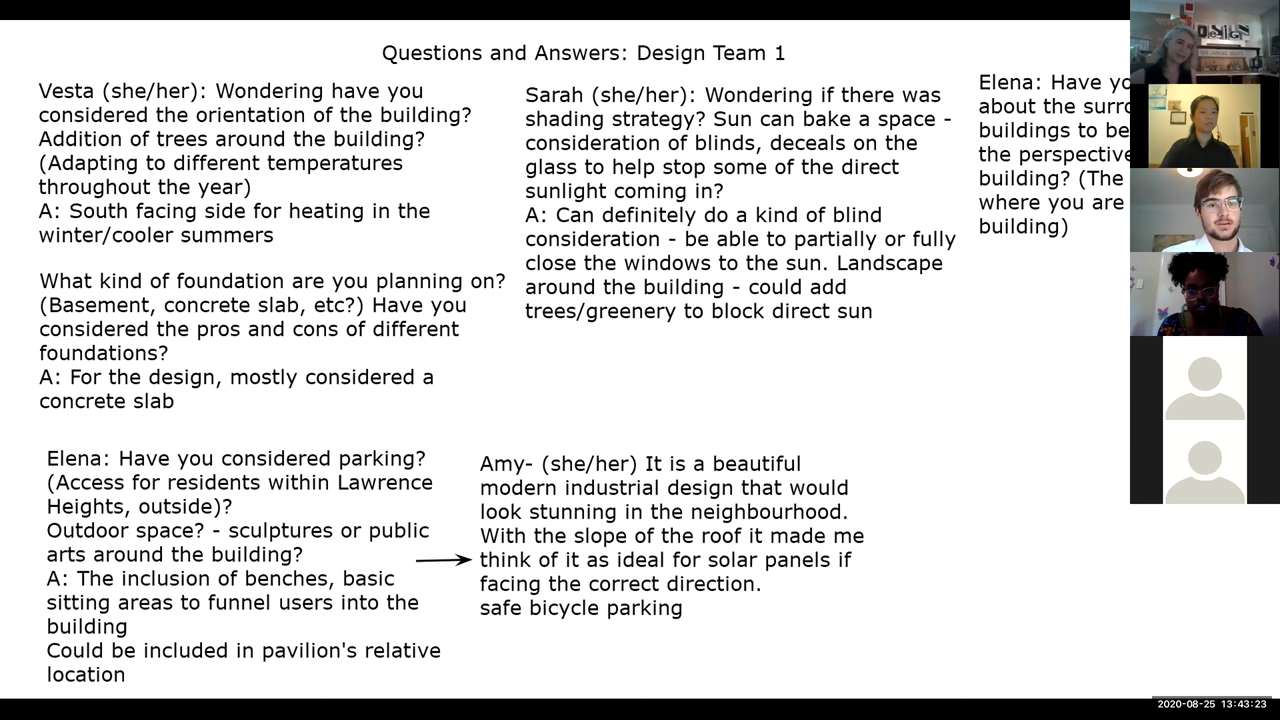 Questions and Answers: Design Team 1
Vesta (she/her): Wondering have you
considered the orientation of the building?
Addition of trees around the building?
(Adapting to different temperatures
throughout the year)
A: South facing side for heating in the
winter/cooler summers
What kind of foundation are you planning on?
(Basement, concrete slab, etc?) Have you
considered the pros and cons of different
foundations?
A: For the design, mostly considered a
concrete slab
Sarah (she/her): Wondering if there was
shading strategy? Sun can bake a space -
consideration of blinds, deceals on the
glass to help stop some of the direct
sunlight coming in?
A: Can definitely do a kind of blind
consideration - be able to partially or fully
close the windows to the sun. Landscape
around the building - could add
trees/greenery to block direct sun
Elena: Have yo
about the surro
buildings to be
the perspective
building? (The
where you are
building)
Elena: Have you considered parking?
(Access for residents within Lawrence
Heights, outside)?
Outdoor space? - sculptures or public
arts around the building?
A: The inclusion of benches, basic
sitting areas to funnel users into the
building
Could be included in pavilion's relative
location
Amy- (she/her) It is a beautiful
modern industrial design that would
look stunning in the neighbourhood.
With the slope of the roof it made me
think of it as ideal for solar panels if
facing the correct direction.
safe bicycle parking
2020-08-25 13:43:23